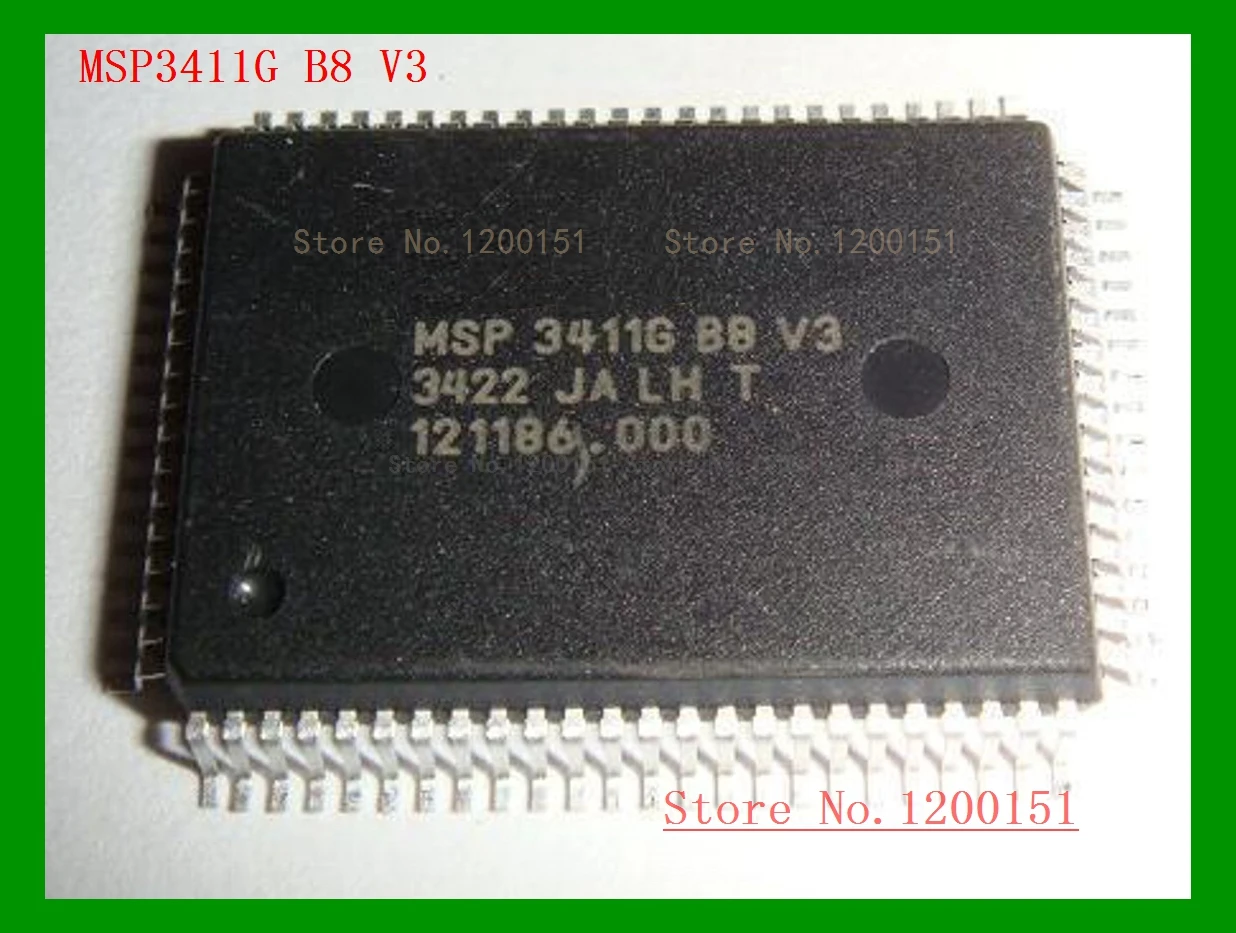 MSP3411G B8 V3
Store No.1200151 Store No.1200151
MSP 3411G B8 V3
3422 JA LH T
121186.000
Store No.1200151